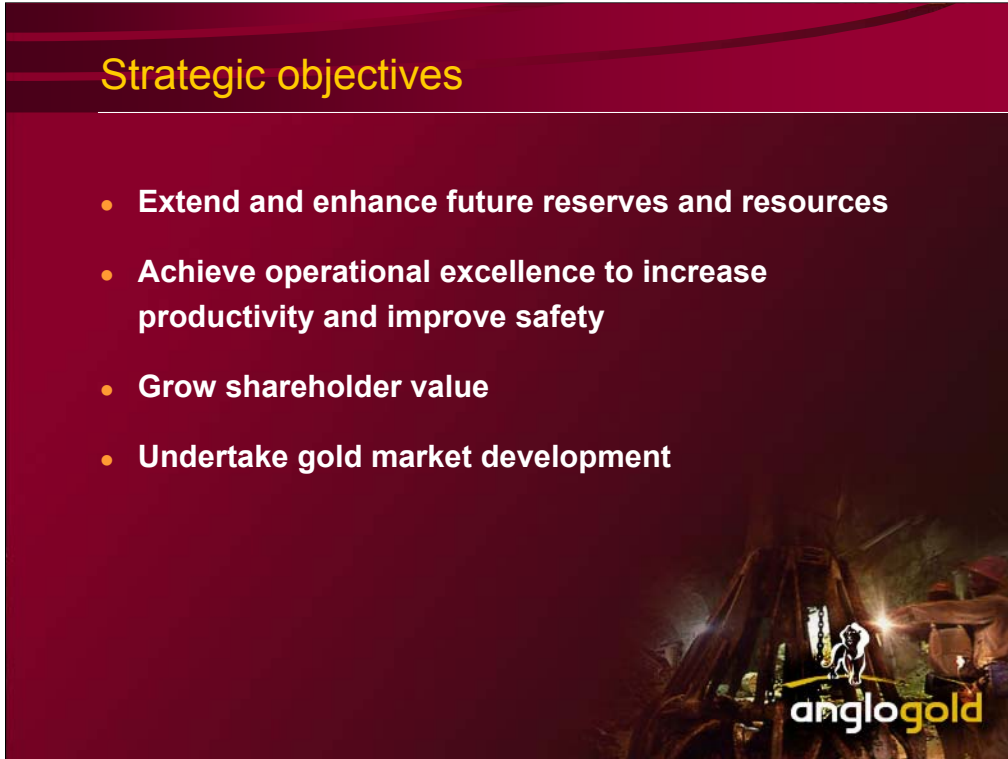 Strategic objectives
• Extend and enhance future reserves and resources
• Achieve operational excellence to increase
productivity and improve safety
• Grow shareholder value
• Undertake gold market development
anglogold